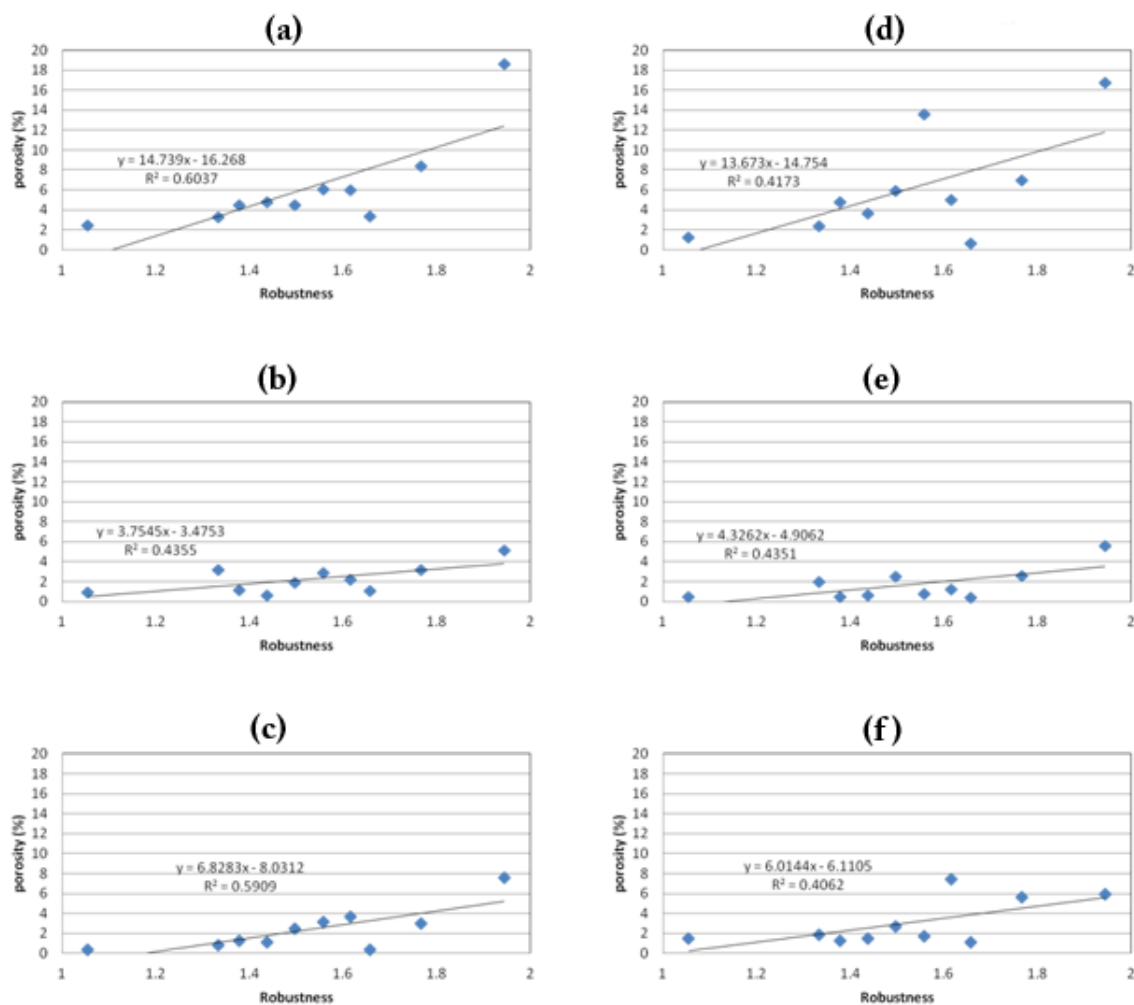 (a)
20
18
16
14
12
10
8
6
4
2
0
porosity (%)
y = 14.739x - 16.268
R² = 0.6037
1 1.2 1.4 1.6 1.8 2
Robustness
(d)
20
18
16
14
12
10
8
6
4
2
0
porosity (%)
y = 13.673x - 14.754
R² = 0.4173
1 1.2 1.4 1.6 1.8 2
Robustness
(b)
20
18
16
14
12
10
8
6
4
2
0
porosity (%)
y = 3.7545x - 3.4753
R² = 0.4355
1 1.2 1.4 1.6 1.8 2
Robustness
(e)
20
18
16
14
12
10
8
6
4
2
0
porosity (%)
y = 4.3262x - 4.9062
R² = 0.4351
1 1.2 1.4 1.6 1.8 2
Robustness
(c)
20
18
16
14
12
10
8
6
4
2
0
porosity (%)
y = 6.8283x - 8.0312
R² = 0.5909
1 1.2 1.4 1.6 1.8 2
Robustness
(f)
20
18
16
14
12
10
8
6
4
2
0
porosity (%)
y = 6.0144x - 6.1105
R² = 0.4062
1 1.2 1.4 1.6 1.8 2
Robustness